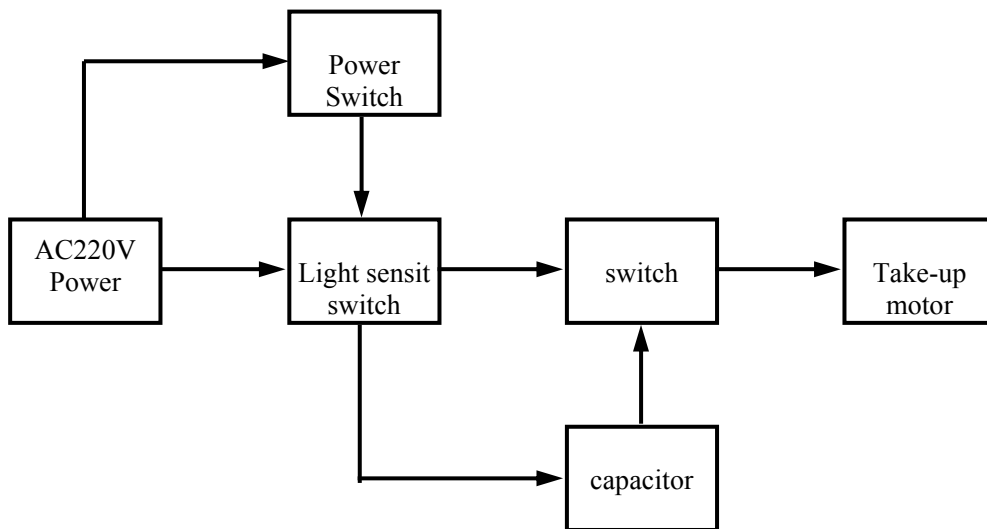 Power
Switch
AC220V
Power
Light sensit
switch
switch
Take-up
motor
capacitor